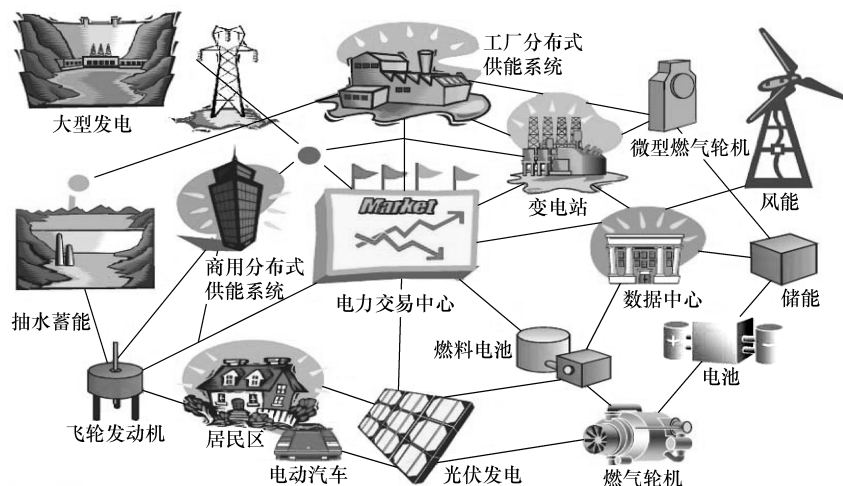 工厂分布式
供能系统
大型发电
微型燃气轮机
Market
变电站
风能
商用分布式
供能系统
抽水蓄能
电力交易中心
数据中心
储能
燃料电池
+
-
电池
飞轮发动机
居民区
电动汽车
光伏发电
燃气轮机